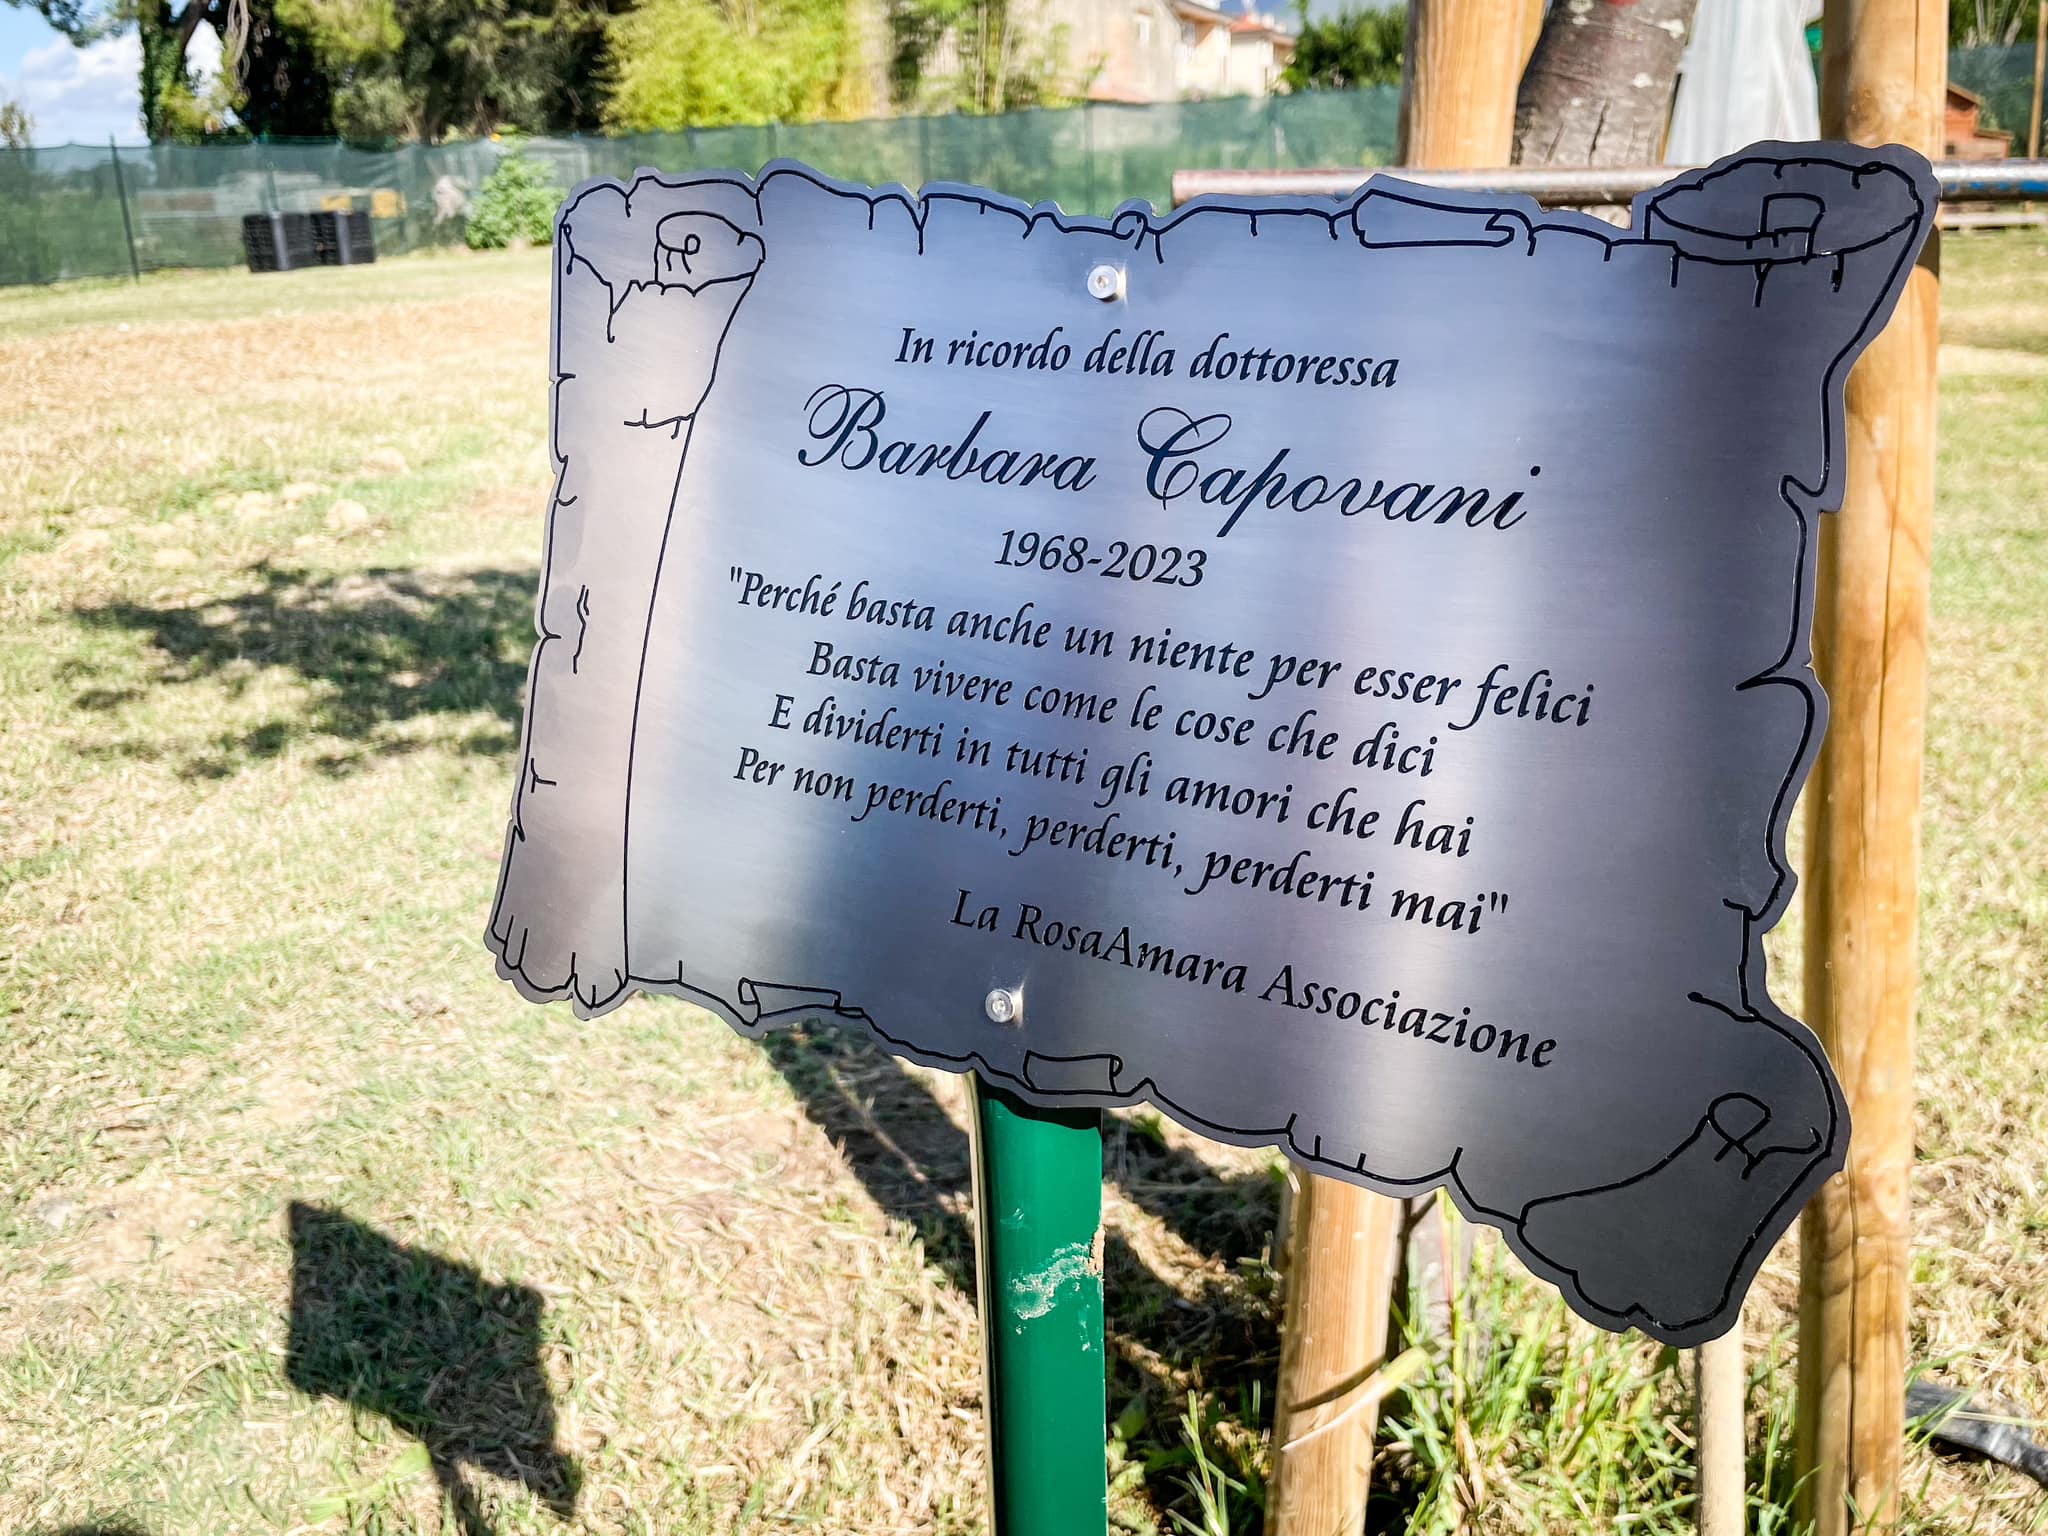 In ricordo della dottoressa
Barbara Capovani
1968-2023
"Perché basta anche un niente per esser felici
Basta vivere come le cose che dici
E dividerti in tutti gli amori che hai
Per non perderti, perderti, perderti mai"
La RosaAmara Associazione